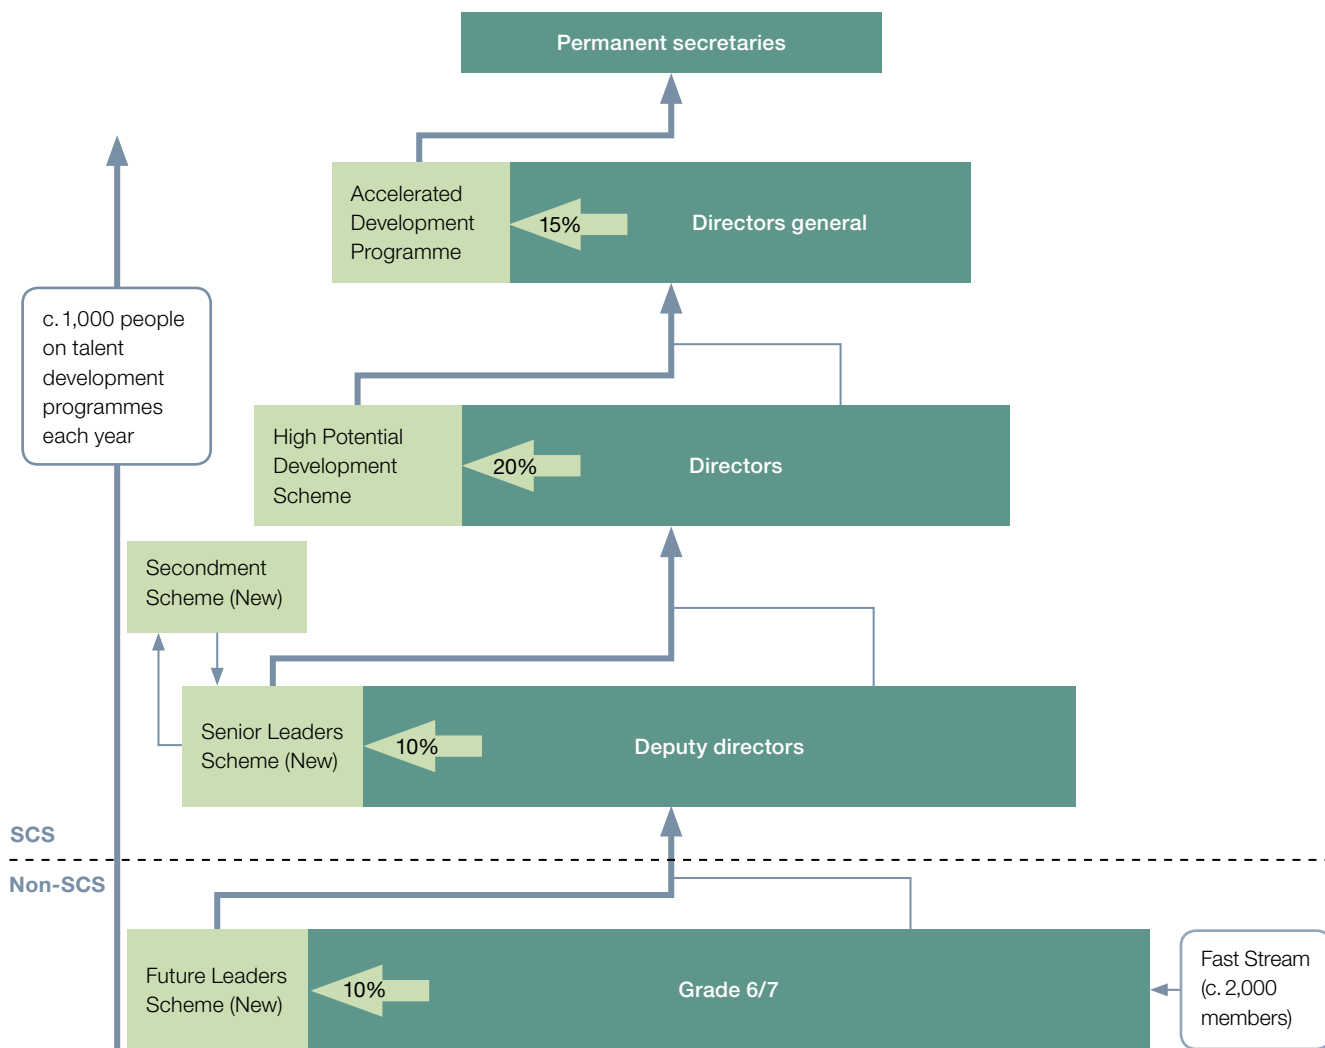 Permanent secretaries
Accelerated
Development
Programme
15%
Directors general
c. 1,000 people
on talent
development
programmes
each year
High Potential
Development
Scheme
20%
Directors
Secondment
Scheme (New)
Senior Leaders
Scheme (New)
10%
Deputy directors
SCS
Non-SCS
Future Leaders
Scheme (New)
10%
Grade 6/7
Fast Stream
(c. 2,000
members)